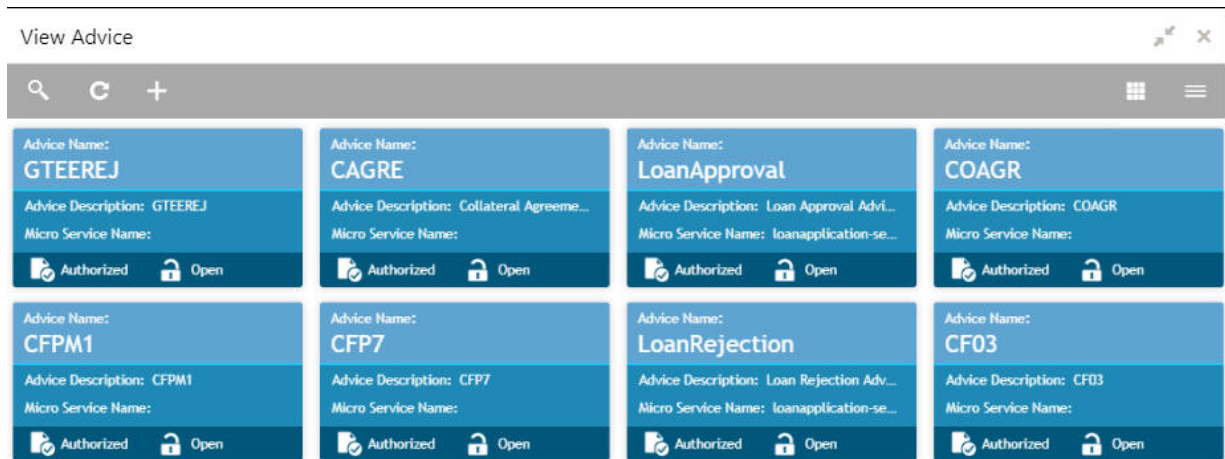 View Advice
Advice Name:
GTEEREJ
Advice Description: GTEEREJ
Micro Service Name:
Authorized Open
Advice Name:
CAGRE
Advice Description: Collateral Agreeme...
Micro Service Name:
Authorized Open
Advice Name:
LoanApproval
Advice Description: Loan Approval Advi...
Micro Service Name: loanapplication-se...
Authorized Open
Advice Name:
COAGR
Advice Description: COAGR
Micro Service Name:
Authorized Open
Advice Name:
CFPM1
Advice Description: CFPM1
Micro Service Name:
Authorized Open
Advice Name:
CFP7
Advice Description: CFP7
Micro Service Name:
Authorized Open
Advice Name:
LoanRejection
Advice Description: Loan Rejection Adv...
Micro Service Name: loanapplication-se...
Authorized Open
Advice Name:
CF03
Advice Description: CF03
Micro Service Name:
Authorized Open